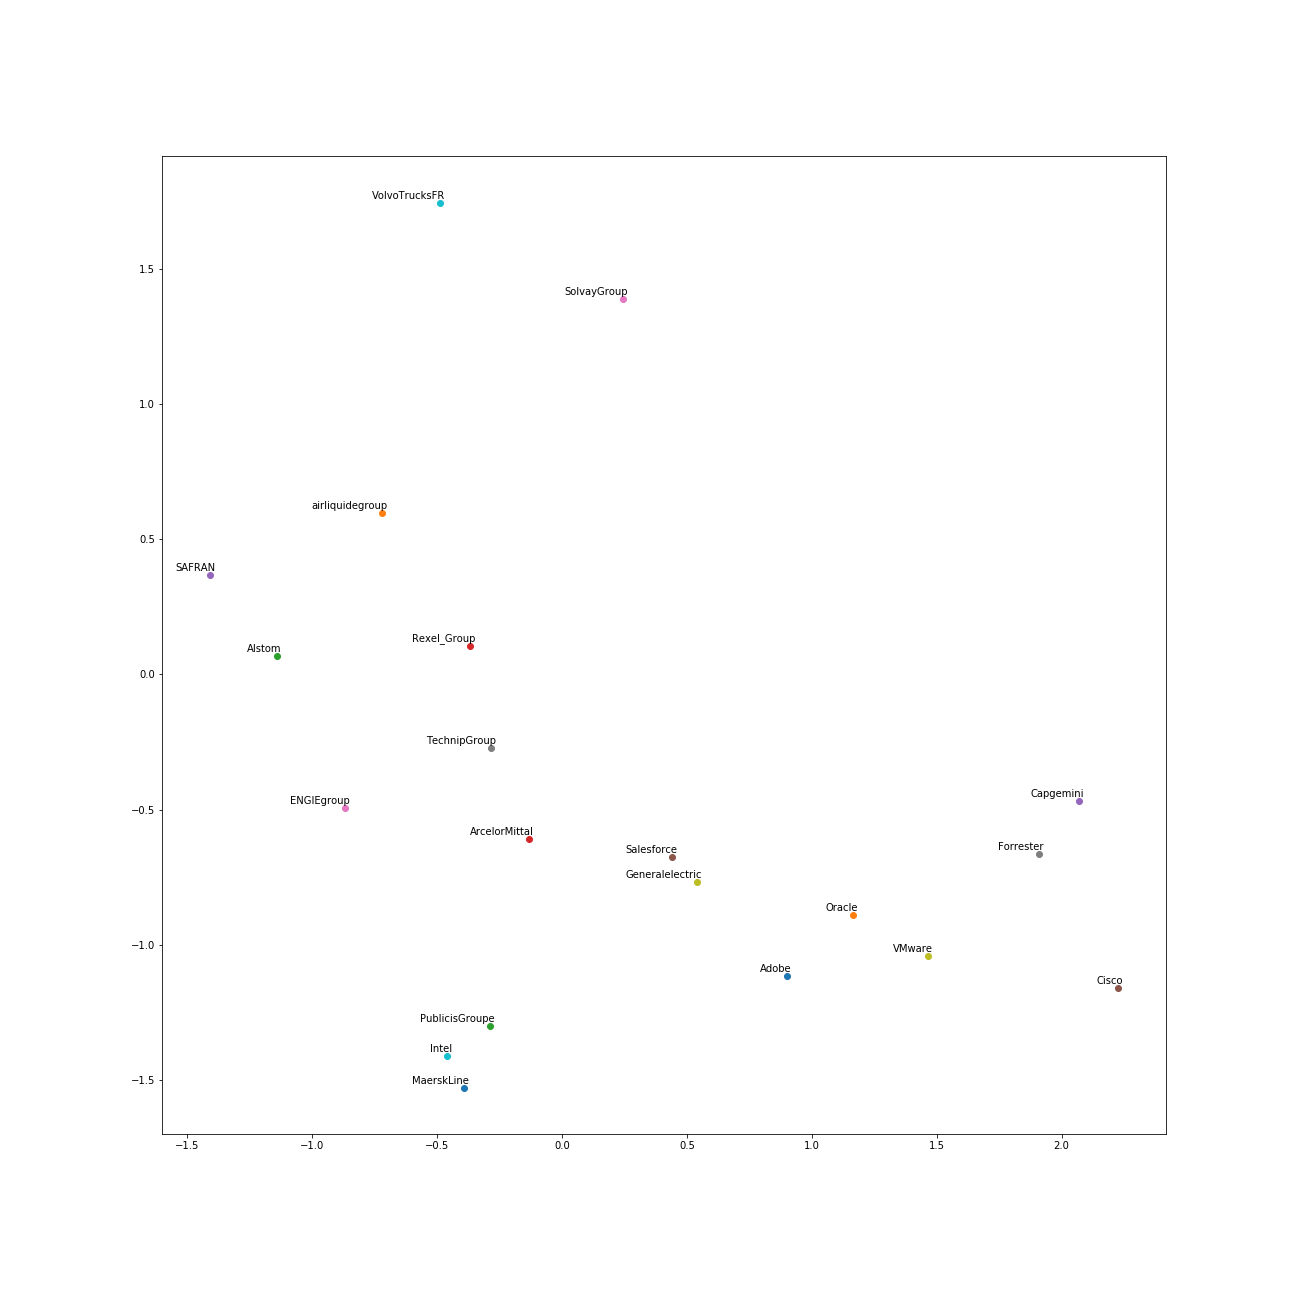 VolvoTrucksFR
1.5
SolvayGroup
1.0
airliquidegroup
0.5
SAFRAN
Rexel_Group
Alstom
0.0
TechnipGroup
Capgemini
ENGIEgroup
−0.5
ArcelorMittal
Forrester
Salesforce
Generalelectric
Oracle
−1.0
VMware
Adobe
Cisco
PublicisGroupe
Intel
MaerskLine
−1.5
−1.5 −1.0 −0.5 0.0 0.5 1.0 1.5 2.0